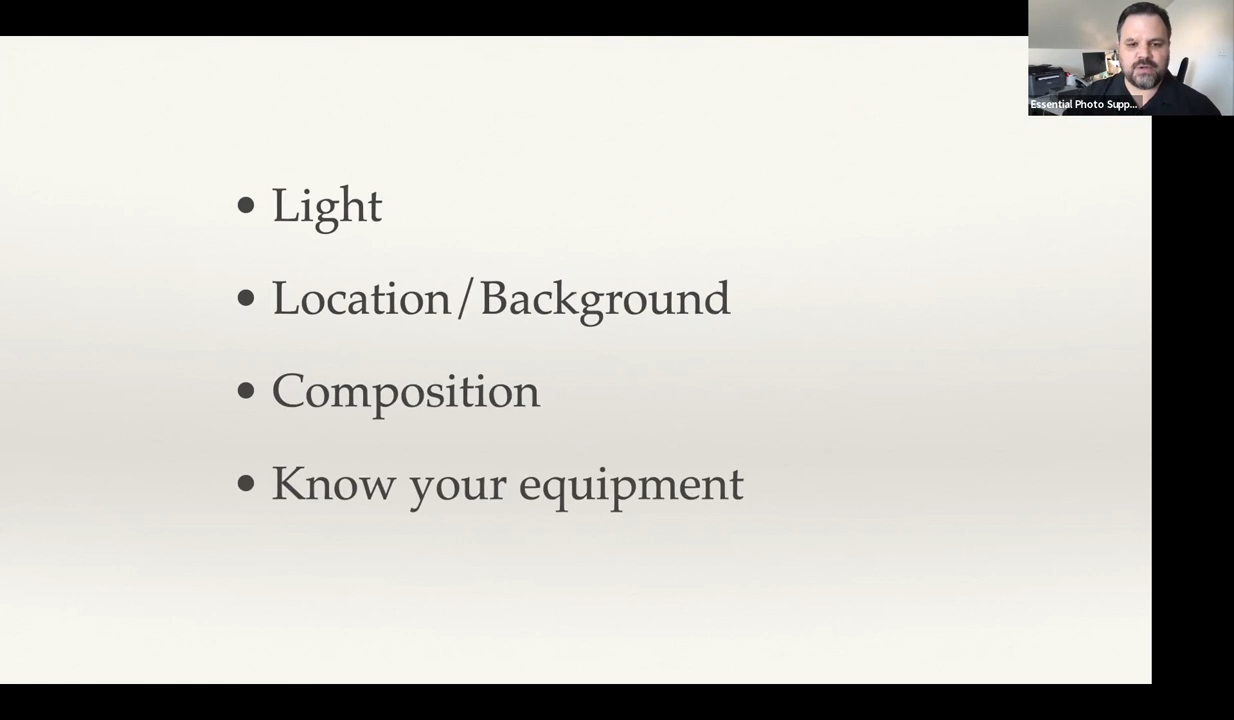 Essential Photo Supp...
• Light
• Location/Background
• Composition
• Know your equipment